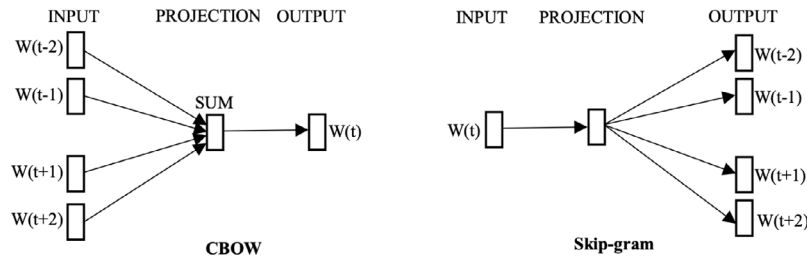 INPUT PROJECTION OUTPUT
W(t-2)
W(t-1)
SUM
W(t)
W(t+1)
W(t+2)
CBOW
INPUT PROJECTION OUTPUT
W(t-2)
W(t-1)
W(t)
W(t+1)
W(t+2)
Skip-gram